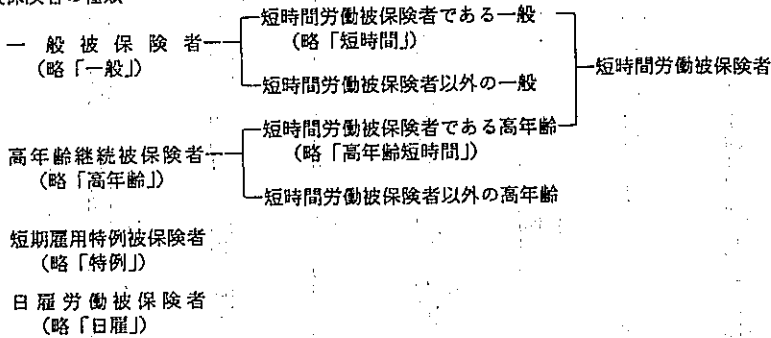 保険者の種類
短時間労働被保険者である一般
一般被保険者
(略「短時間」)
(略「一般」)
短時間労働被保険者
短時間労働被保険者以外の一般
短時間労働被保険者である高年齢
高年齢継続被保険者
(略「高年齢短時間」)
(略「高年齢」)
短時間労働被保険者以外の高年齢
短期雇用特例被保険者
(略「特例」)
日雇労働被保険者
(略「日雇」)